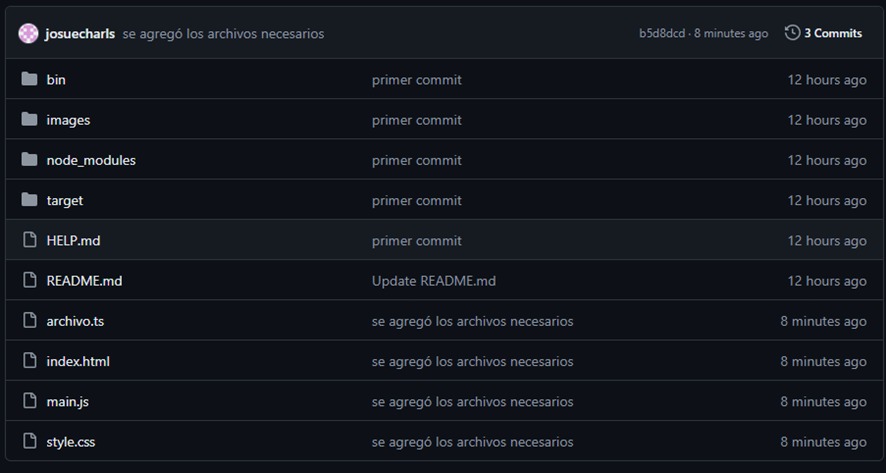 josuecharls se agregó los archivos necesarios b5d8dcd · 8 minutes ago 3 Commits
bin primer commit 12 hours ago
images primer commit 12 hours ago
node_modules primer commit 12 hours ago
target primer commit 12 hours ago
HELP.md primer commit 12 hours ago
README.md Update README.md 12 hours ago
archivo.ts se agregó los archivos necesarios 8 minutes ago
index.html se agregó los archivos necesarios 8 minutes ago
main.js se agregó los archivos necesarios 8 minutes ago
style.css se agregó los archivos necesarios 8 minutes ago